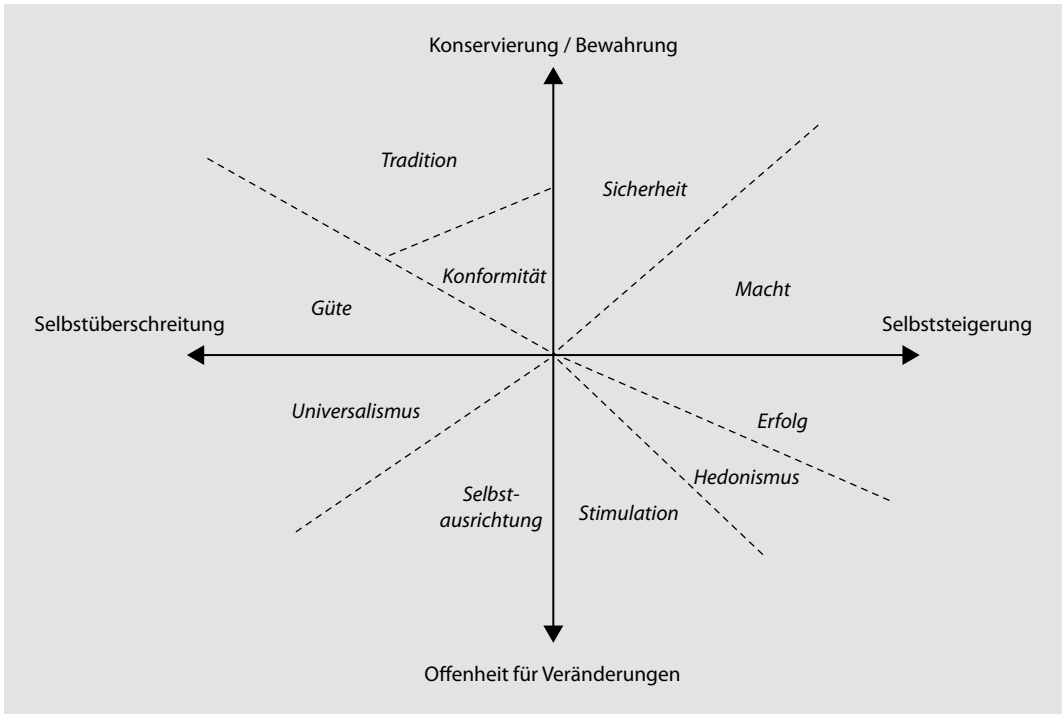 Konservierung / Bewahrung
Tradition
Sicherheit
Konformität
Macht
Güte
Selbstüberschreitung
Selbststeigerung
Universalismus
Erfolg
Hedonismus
Selbst-
ausrichtung
Stimulation
Offenheit für Veränderungen